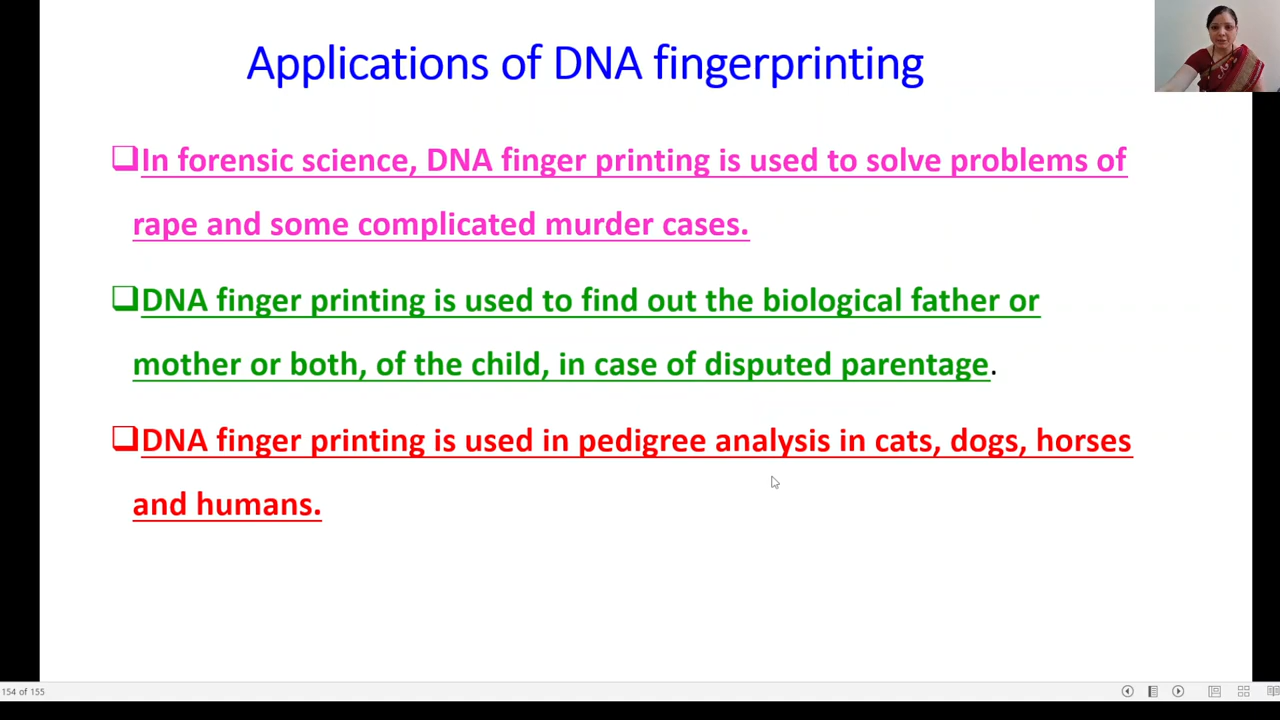 Applications of DNA fingerprinting
In forensic science, DNA finger printing is used to solve problems of
rape and some complicated murder cases.
DNA finger printing is used to find out the biological father or
mother or both, of the child, in case of disputed parentage.
DNA finger printing is used in pedigree analysis in cats, dogs, horses
and humans.
154 of 155